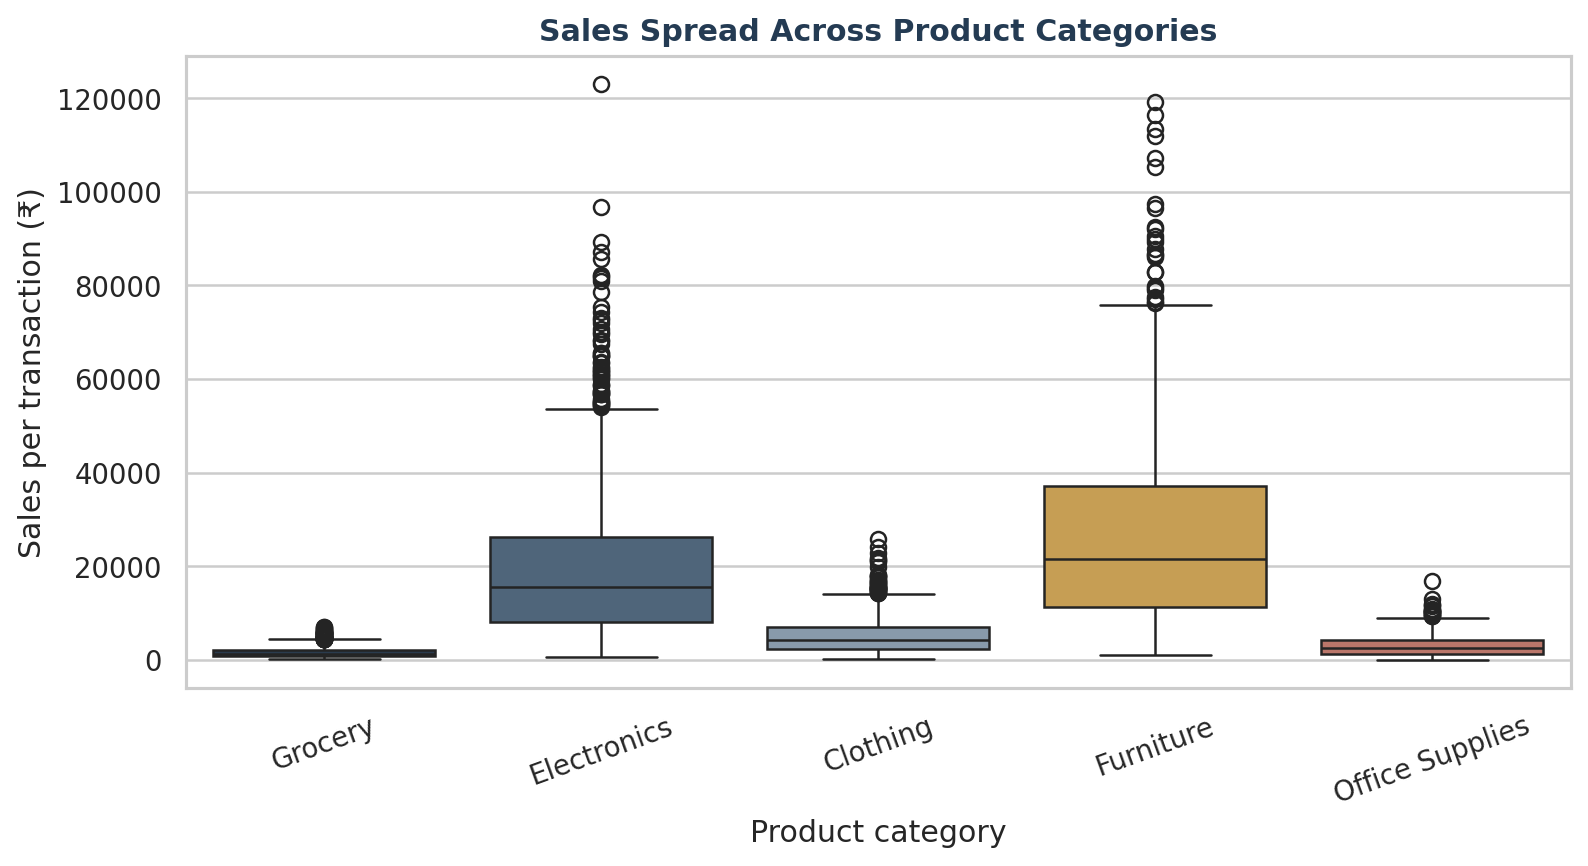 Sales Spread Across Product Categories
Sales per transaction (₹)
120000
100000
80000
60000
40000
20000
0
Grocery
Electronics
Clothing
Furniture
Office Supplies
Product category